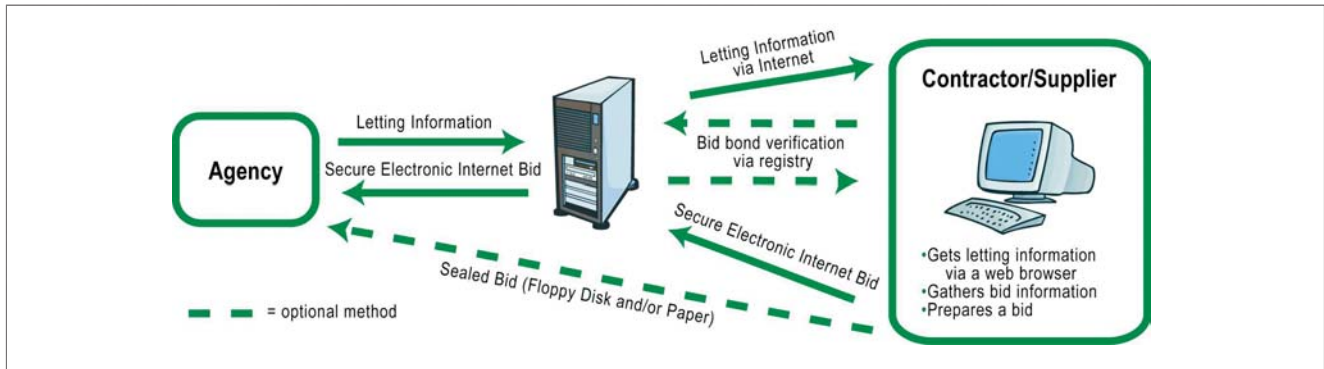 Agency
Letting Information
Secure Electronic Internet Bid
Letting Information
via Internet
Bid bond verification
via registry
Secure Electronic Internet Bid
Sealed Bid (Floppy Disk and/or Paper)
= optional method
Contractor/Supplier
•Gets letting information
via a web browser
•Gathers bid information
•Prepares a bid